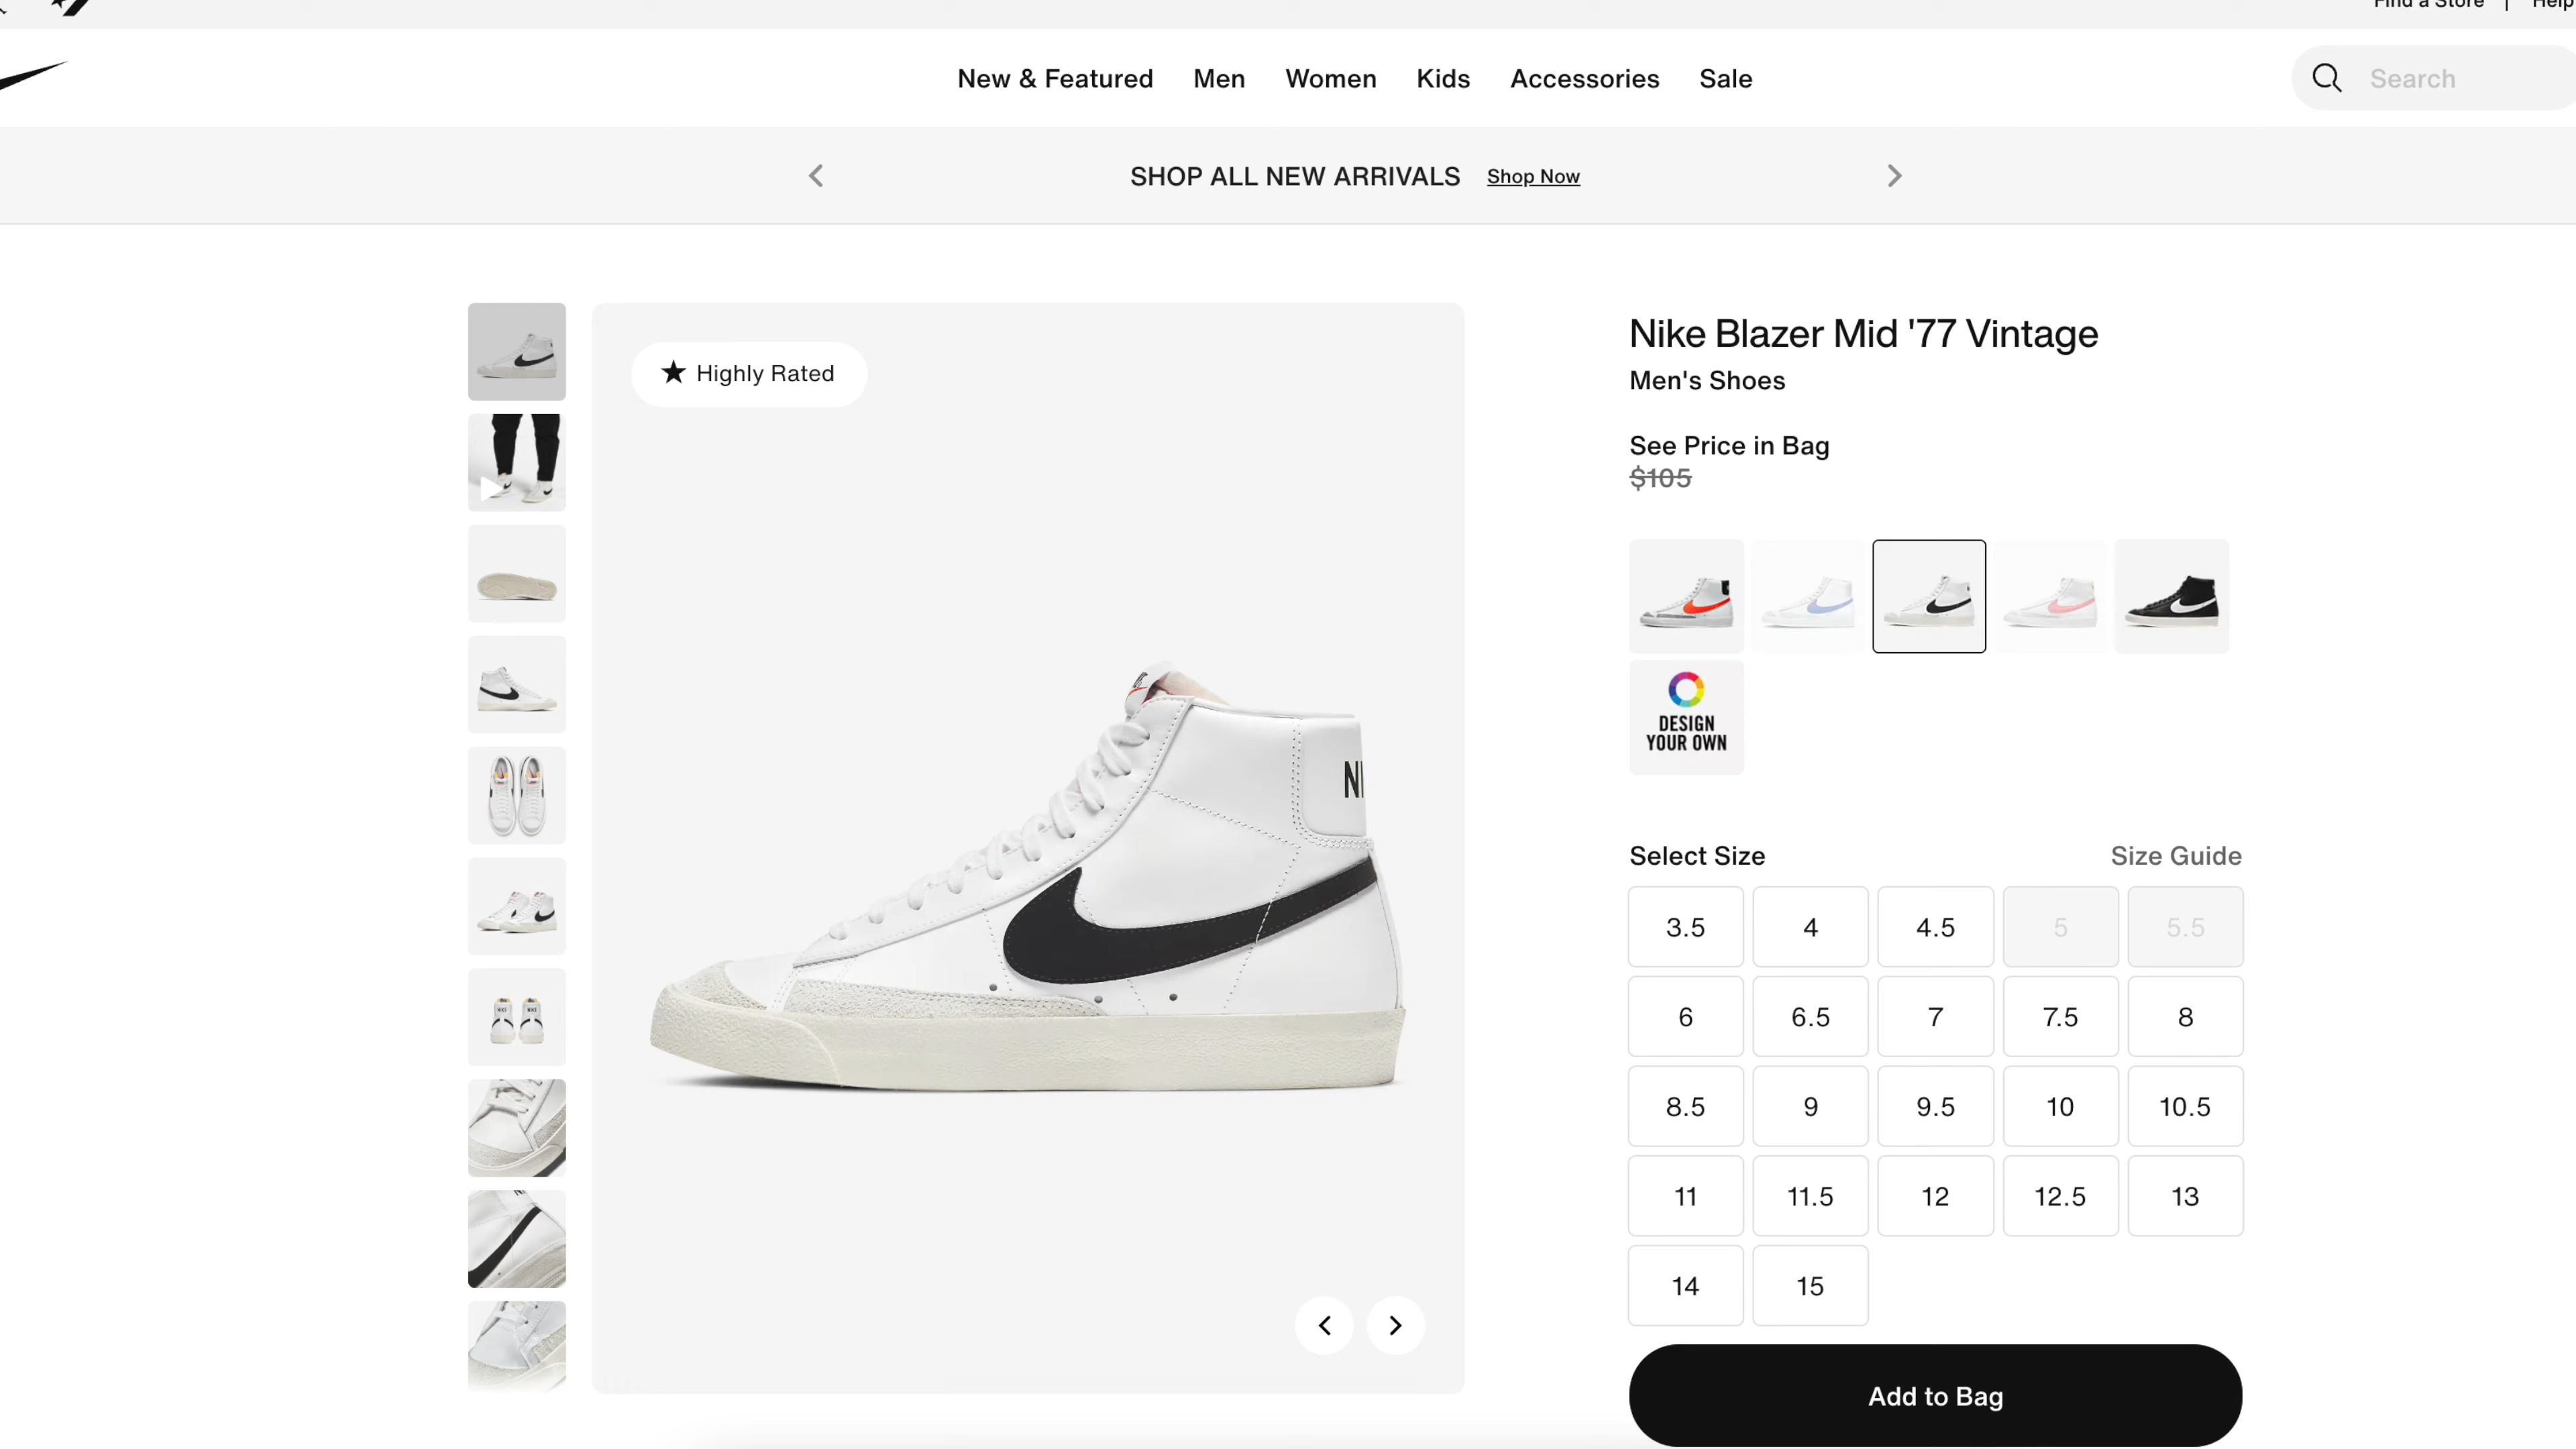 Find a Store | Help
New & Featured Men Women Kids Accessories Sale
Search
SHOP ALL NEW ARRIVALS Shop Now
★ Highly Rated
Nike Blazer Mid '77 Vintage
Men's Shoes
See Price in Bag
$105
DESIGN
YOUR OWN
Select Size Size Guide
3.5 4 4.5 5 5.5
6 6.5 7 7.5 8
8.5 9 9.5 10 10.5
11 11.5 12 12.5 13
14 15
Add to Bag